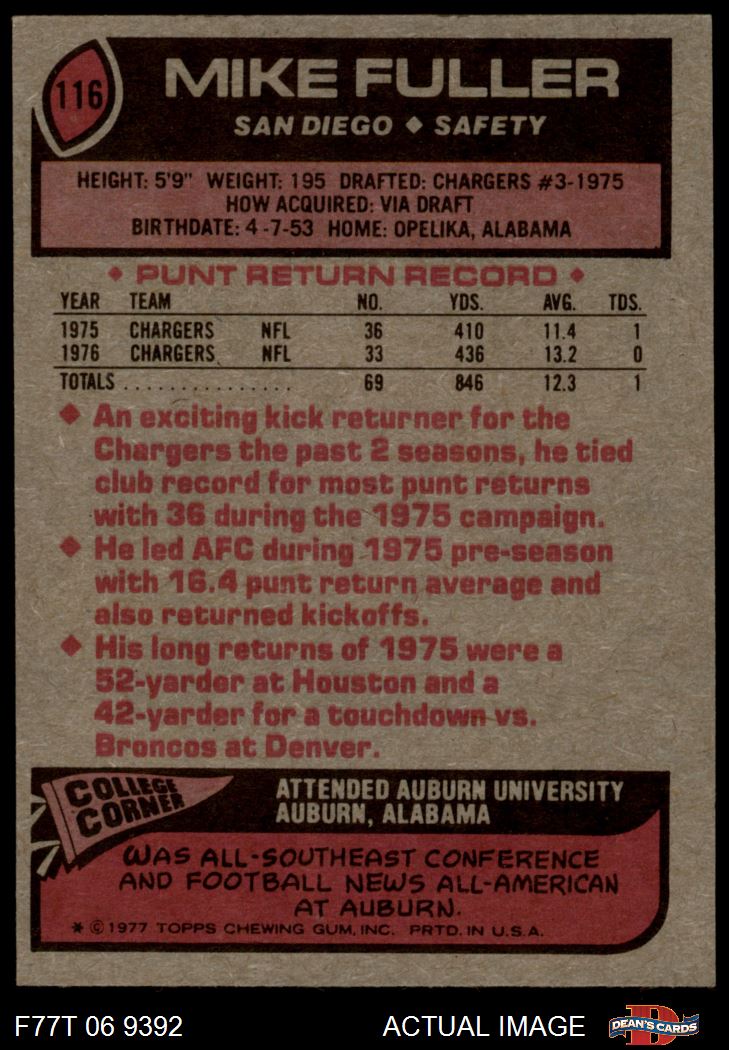 116
MIKE FULLER
SAN DIEGO ♦ SAFETY
HEIGHT: 5'9" WEIGHT: 195 DRAFTED: CHARGERS #3-1975
HOW ACQUIRED: VIA DRAFT
BIRTHDATE: 4-7-53 HOME: OPELIKA, ALABAMA
♦ PUNT RETURN RECORD ♦
YEAR TEAM NO. YDS. AVG. TDS.
1975 CHARGERS NFL 36 410 11.4 1
1976 CHARGERS NFL 33 436 13.2 0
TOTALS . . . . . . . . . . . . . . . 69 846 12.3 1
♦ An exciting kick returner for the
Chargers the past 2 seasons, he tied
club record for most punt returns
with 36 during the 1975 campaign.
♦ He led AFC during 1975 pre-season
with 16.4 punt return average and
also returned kickoffs.
♦ His long returns of 1975 were a
52-yarder at Houston and a
42-yarder for a touchdown vs.
Broncos at Denver.
COLLEGE
CORNER
ATTENDED AUBURN UNIVERSITY
AUBURN, ALABAMA
WAS ALL-SOUTHEAST CONFERENCE
AND FOOTBALL NEWS ALL-AMERICAN
AT AUBURN.
* © 1977 TOPPS CHEWING GUM, INC. PRTD. IN U.S.A.
F77T 06 9392 ACTUAL IMAGE D DEAN'S CARDS